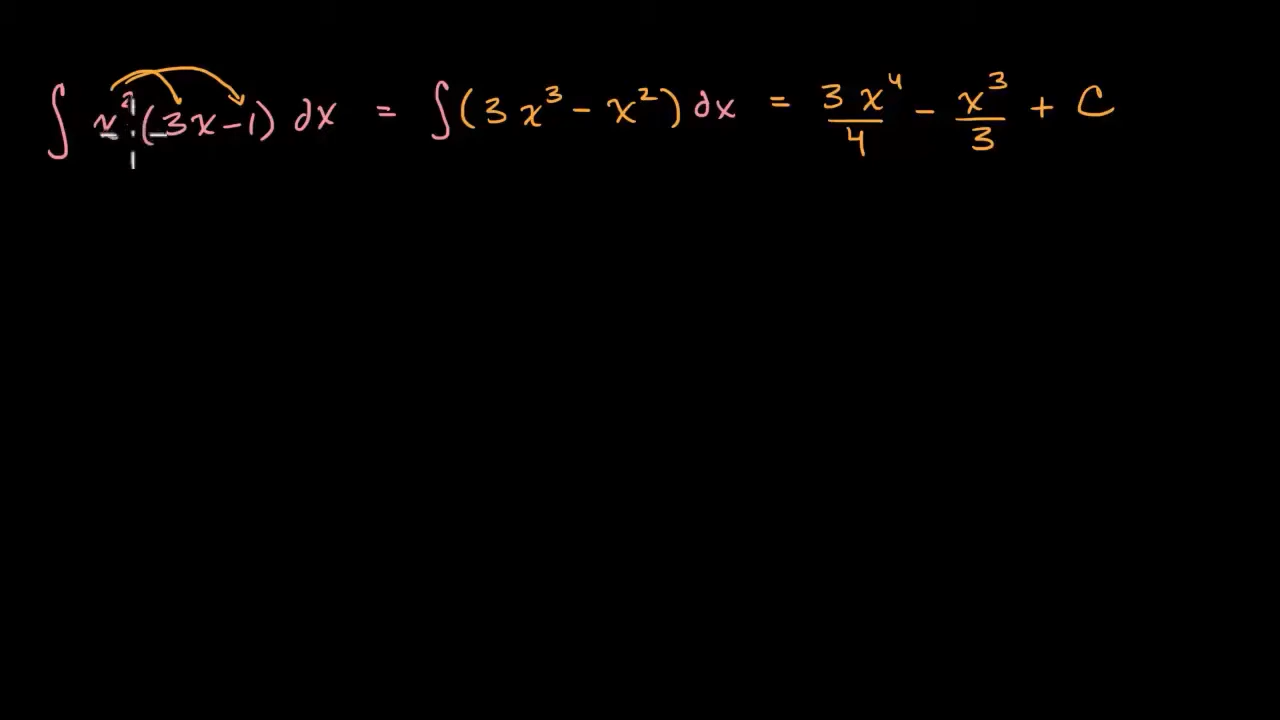 ∫ x²(3x-1) dx = ∫(3x³ - x²) dx = 3x⁴/4 - x³/3 + C